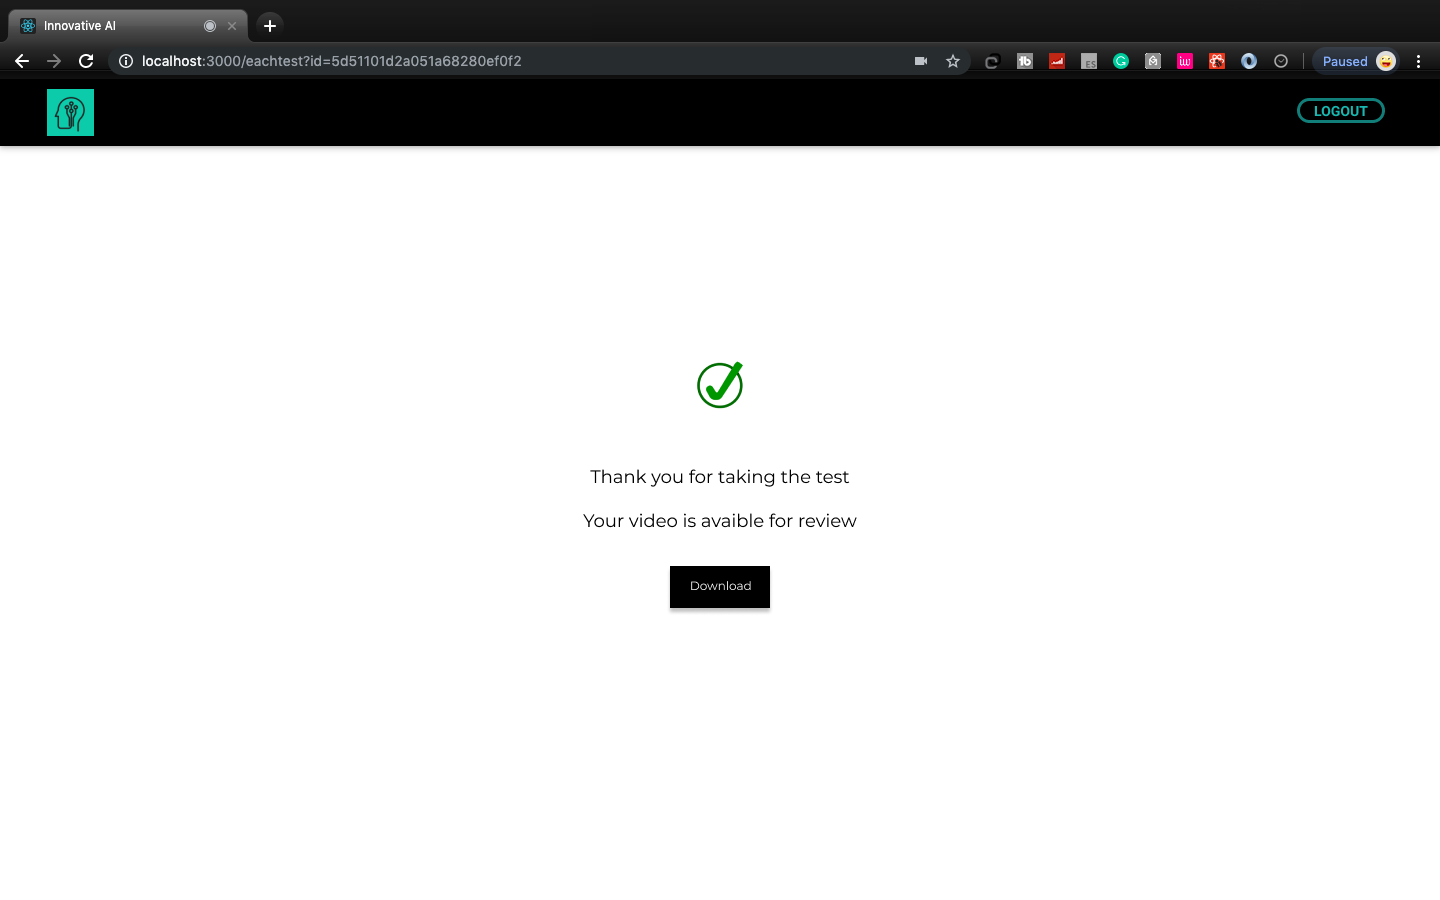 Innovative AI
localhost:3000/eachtest?id=5d51101d2a051a68280ef0f2
Paused
LOGOUT
Thank you for taking the test
Your video is avaible for review
Download